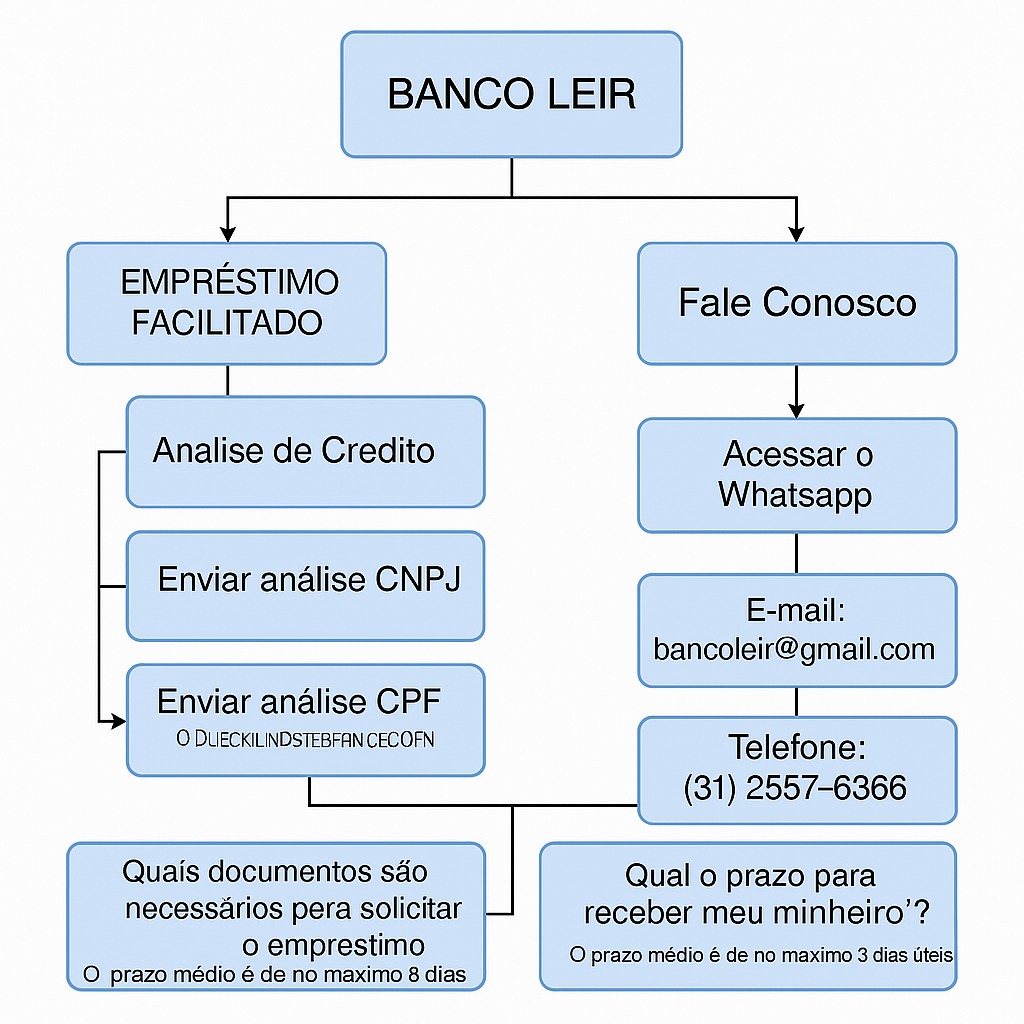 BANCO LEIR
EMPRÉSTIMO
FACILITADO
Analise de Credito
Enviar análise CNPJ
Enviar análise CPF
Fale Conosco
Acessar o
Whatsapp
E-mail:
bancoleir@gmail.com
Telefone:
(31) 2557–6366
Quais documentos são
necessários pera solicitar
o emprestimo
O prazo médio é de no maximo 8 dias
Qual o prazo para
receber meu minheiro’?
O prazo médio é de no maximo 3 dias úteis